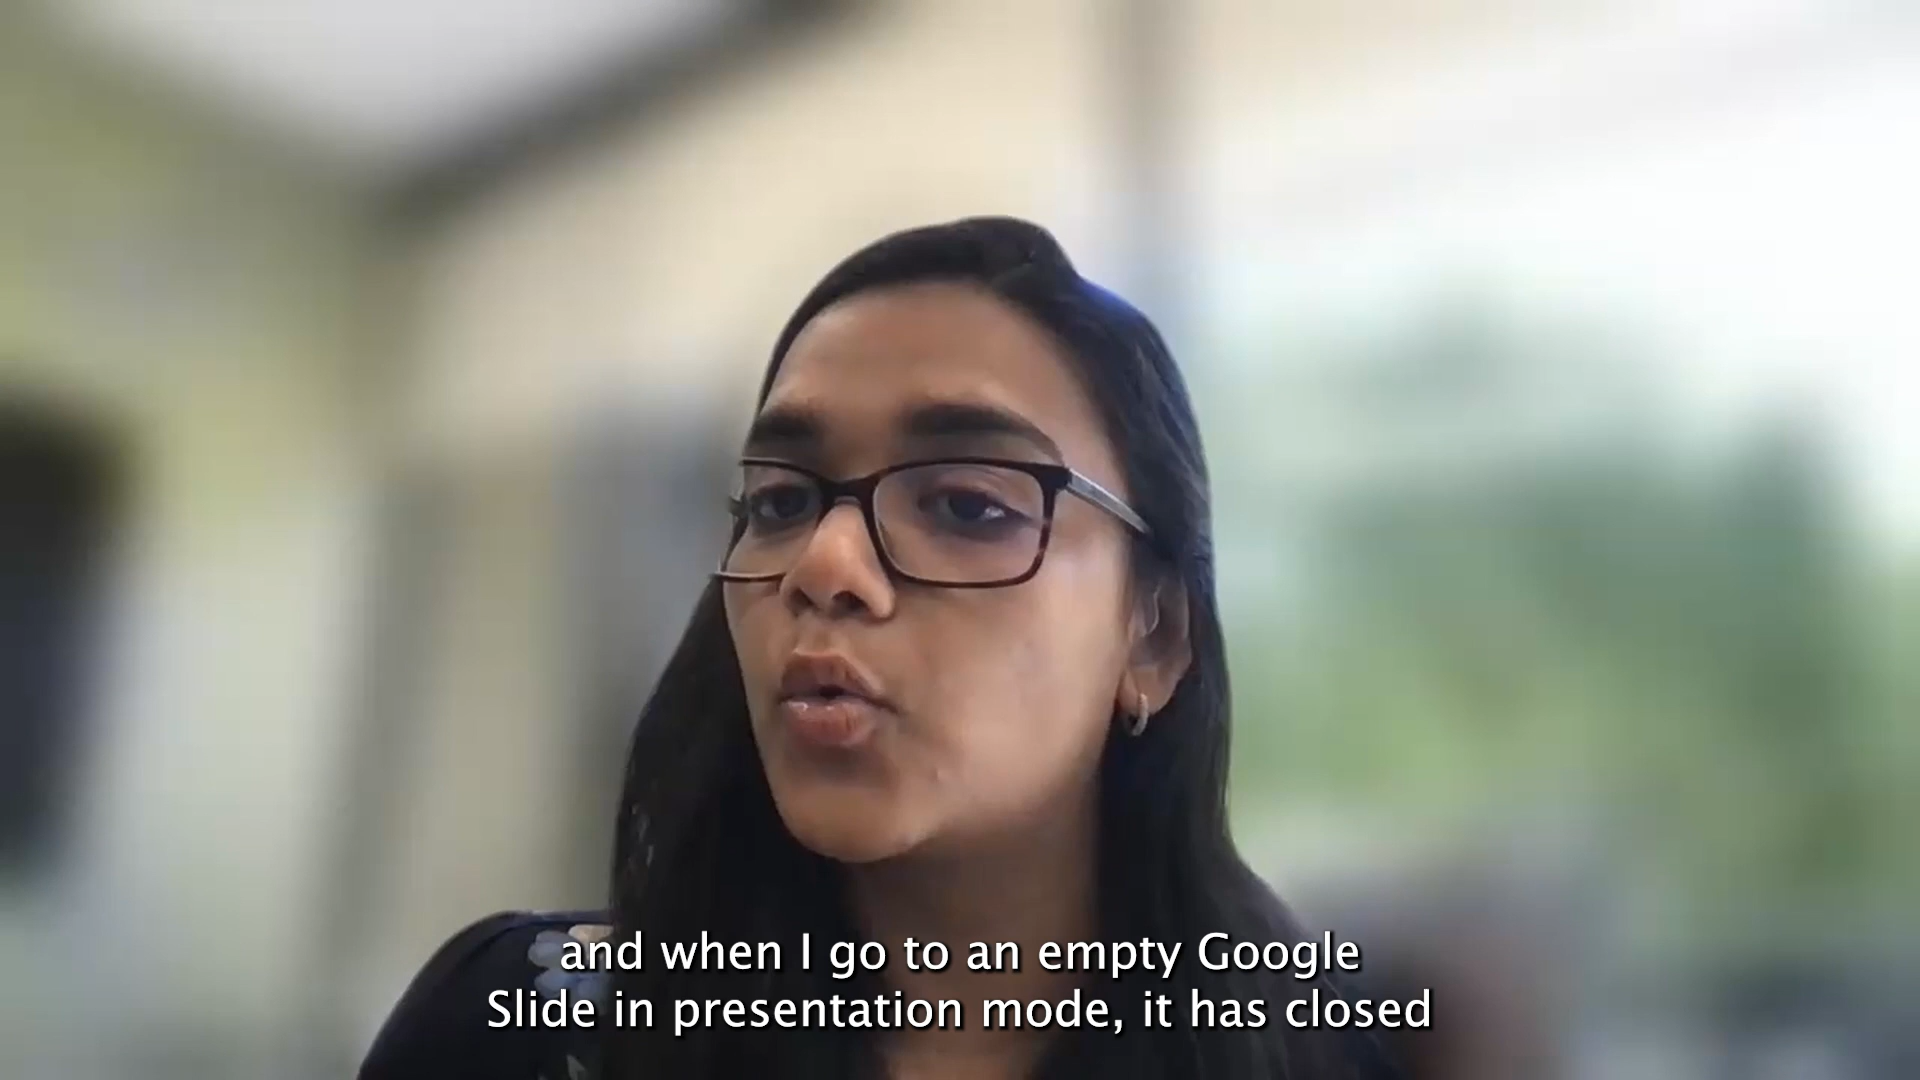 and when I go to an empty Google
Slide in presentation mode, it has closed